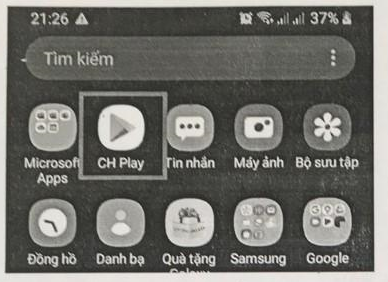 21:26 37%
Tìm kiếm
Microsoft CH Play Tin nhắn Máy ảnh Bộ sưu tập
Apps
Đồng hồ Danh bạ Quà tặng Samsung Google
Galaxy